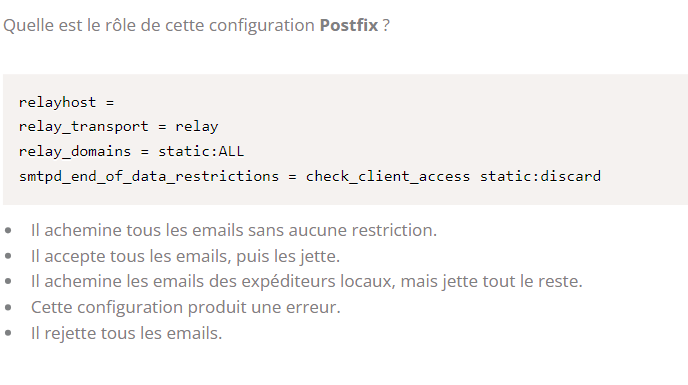 Quelle est le rôle de cette configuration Postfix ?
relayhost =
relay_transport = relay
relay_domains = static:ALL
smtpd_end_of_data_restrictions = check_client_access static:discard
• Il achemine tous les emails sans aucune restriction.
• Il accepte tous les emails, puis les jette.
• Il achemine les emails des expéditeurs locaux, mais jette tout le reste.
• Cette configuration produit une erreur.
• Il rejette tous les emails.